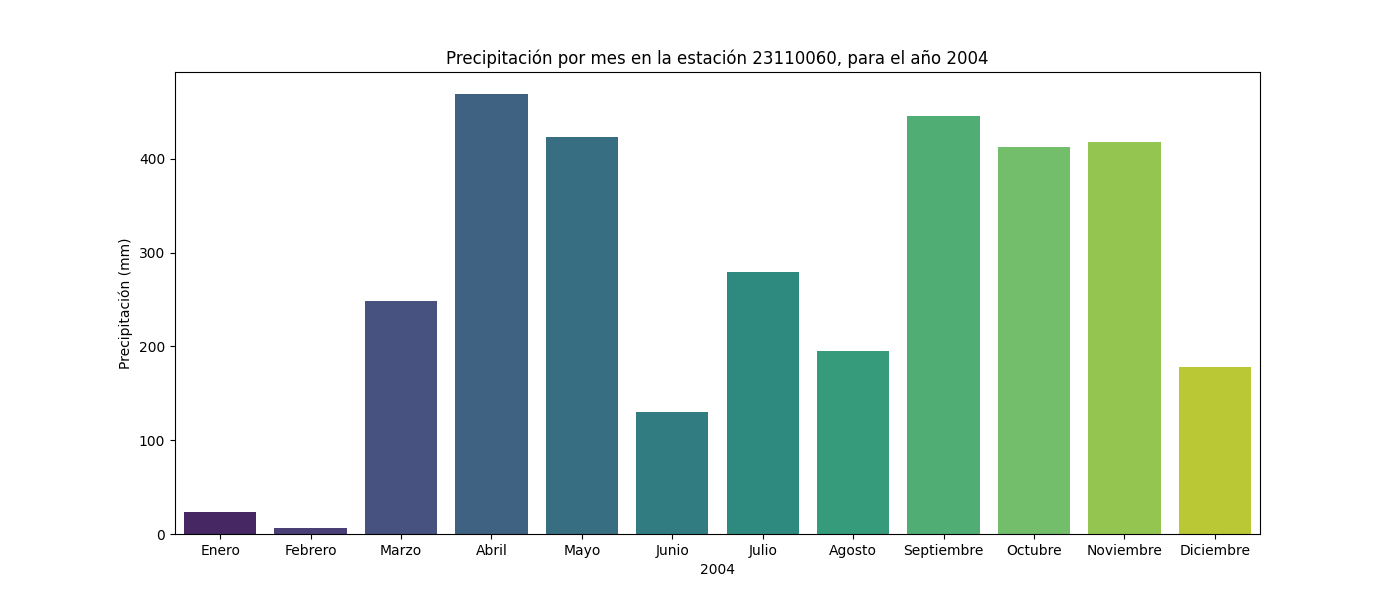 Precipitación por mes en la estación 23110060, para el año 2004
Precipitación (mm)
400
300
200
100
0
Enero Febrero Marzo Abril Mayo Junio Julio Agosto Septiembre Octubre Noviembre Diciembre
2004